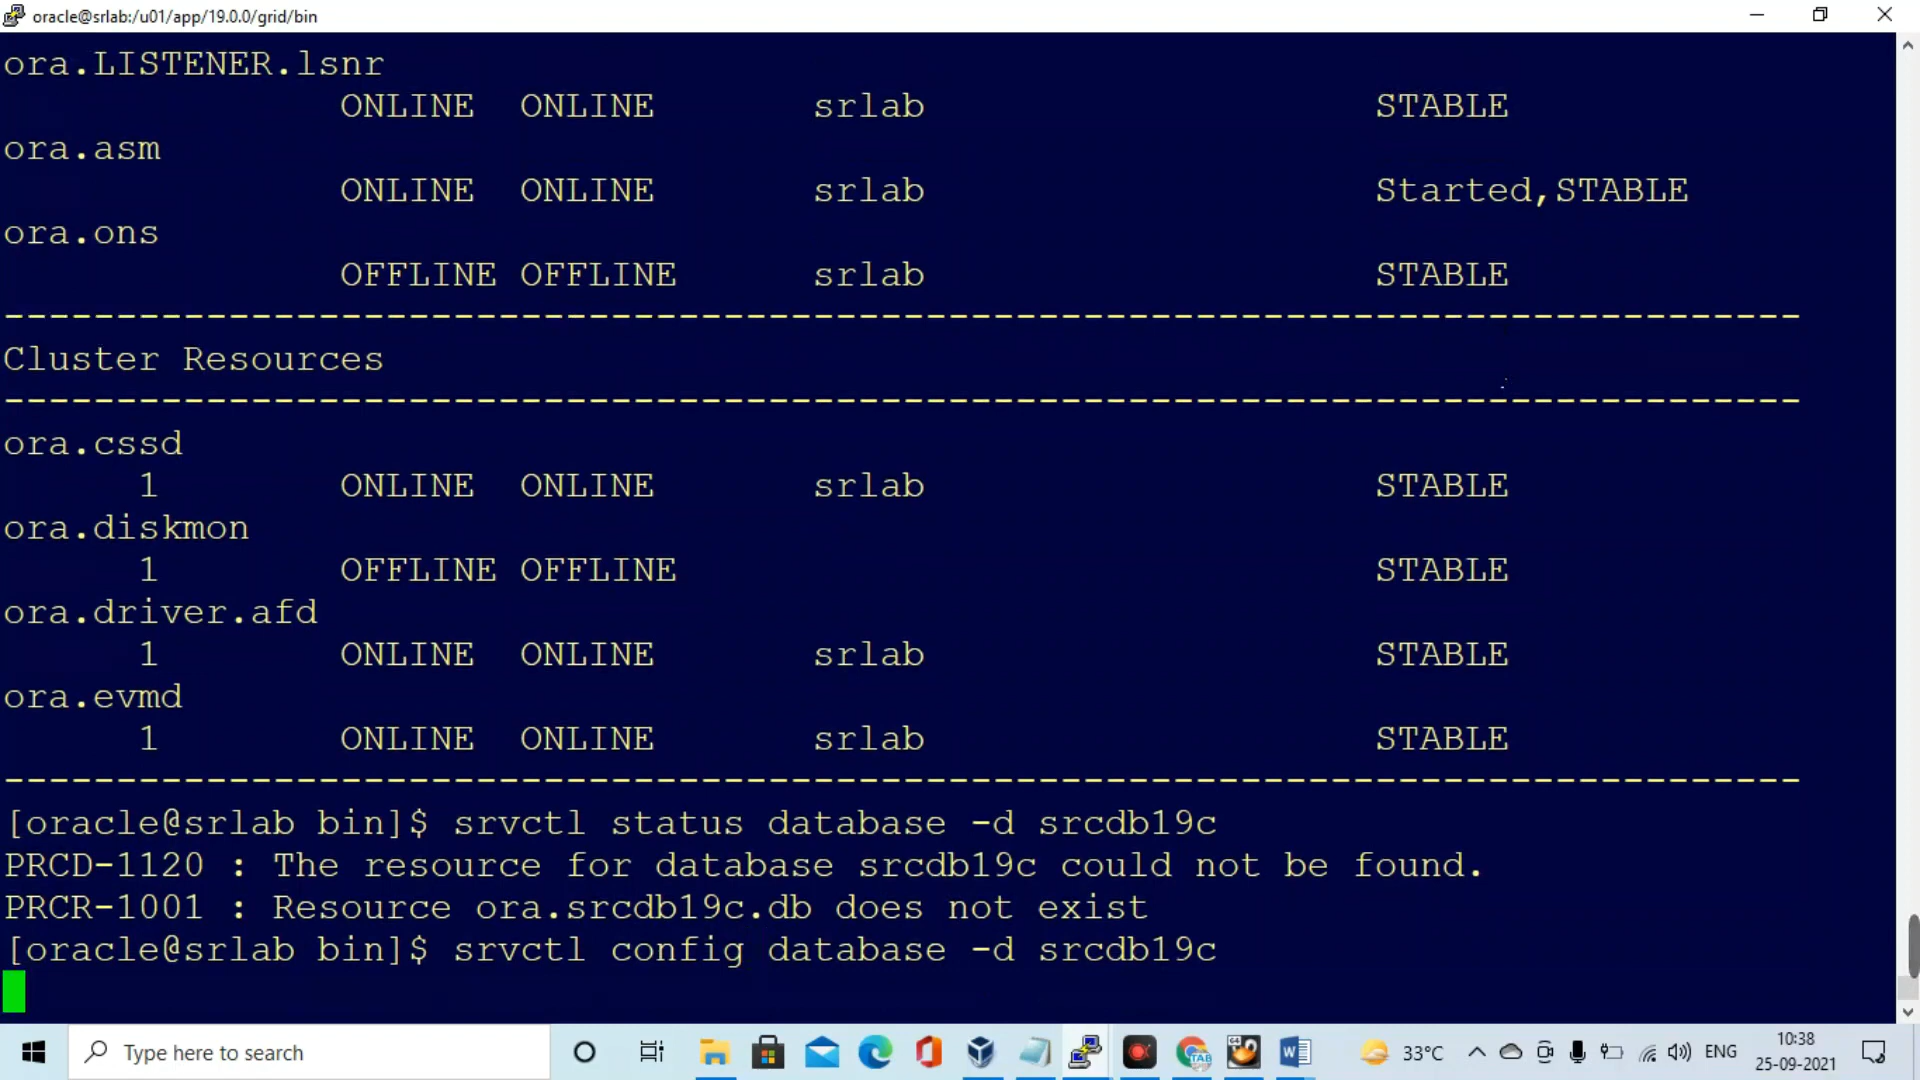 oracle@srlab:/u01/app/19.0.0/grid/bin
ora.LISTENER.lsnr
ONLINE ONLINE srlab STABLE
ora.asm
ONLINE ONLINE srlab Started,STABLE
ora.ons
OFFLINE OFFLINE srlab STABLE
--------------------------------------------------------------------------------
Cluster Resources
--------------------------------------------------------------------------------
ora.cssd
1 ONLINE ONLINE srlab STABLE
ora.diskmon
1 OFFLINE OFFLINE STABLE
ora.driver.afd
1 ONLINE ONLINE srlab STABLE
ora.evmd
1 ONLINE ONLINE srlab STABLE
--------------------------------------------------------------------------------
[oracle@srlab bin]$ srvctl status database -d srcdb19c
PRCD-1120 : The resource for database srcdb19c could not be found.
PRCR-1001 : Resource ora.srcdb19c.db does not exist
[oracle@srlab bin]$ srvctl config database -d srcdb19c
Type here to search
TAB
64
33°C
ENG
10:38
25-09-2021